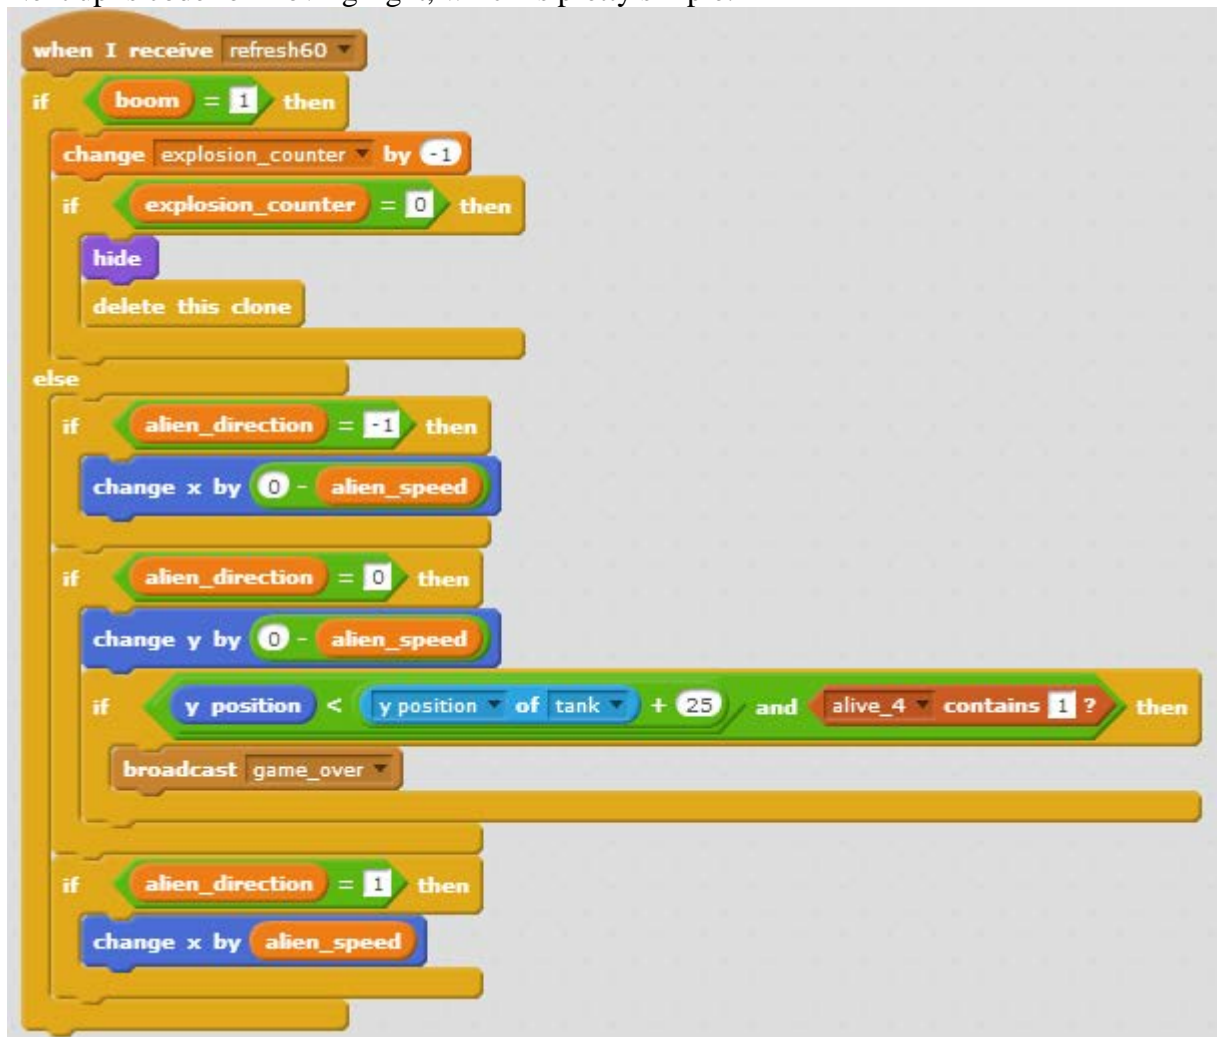 when I receive refresh60
if boom = 1 then
change explosion_counter by -1
if explosion_counter = 0 then
hide
delete this clone
else
if alien_direction = -1 then
change x by 0 - alien_speed
if alien_direction = 0 then
change y by 0 - alien_speed
if y position < y position of tank + 25 and alive_4 contains 1 ? then
broadcast game_over
if alien_direction = 1 then
change x by alien_speed